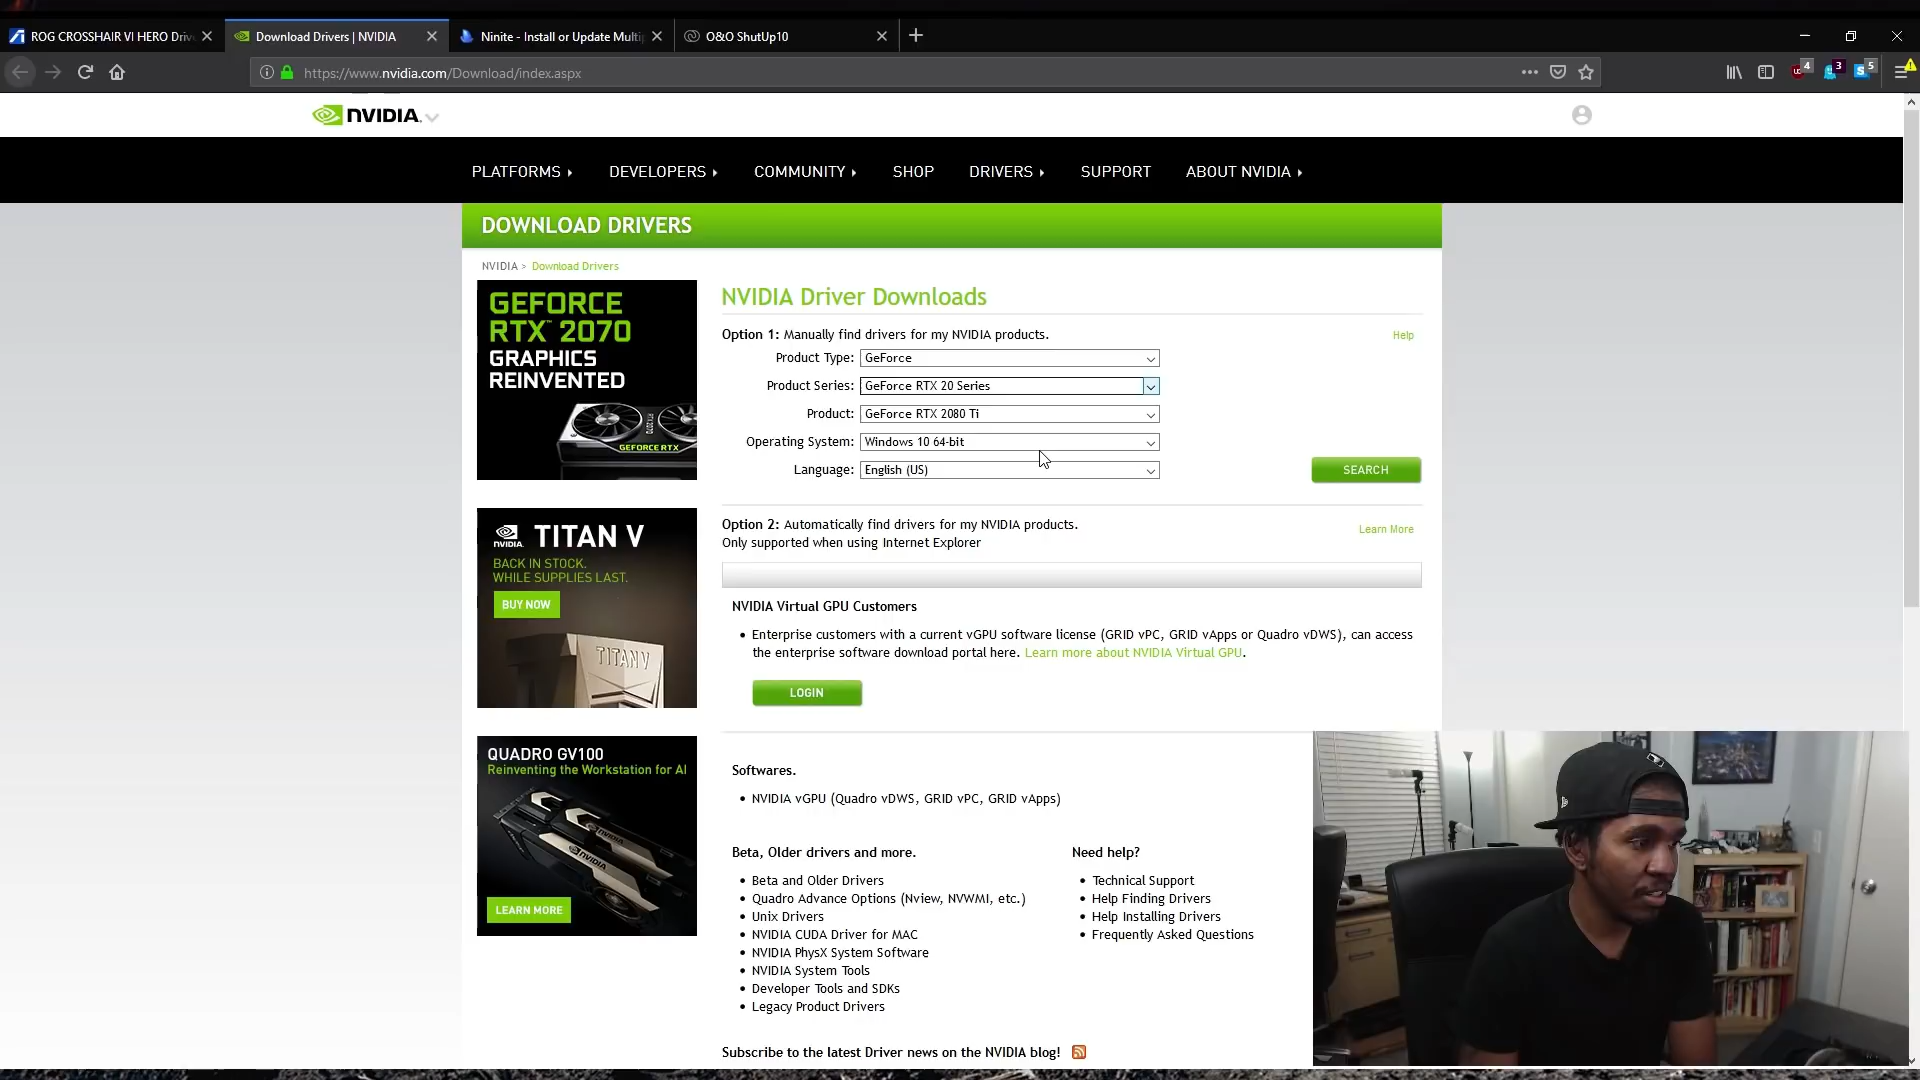 ROG CROSSHAIR VI HERO Driv
Download Drivers | NVIDIA
Ninite - Install or Update Multip
O&O ShutUp10
https://www.nvidia.com/Download/index.aspx
4
3
5
NVIDIA.
PLATFORMS
DEVELOPERS
COMMUNITY
SHOP
DRIVERS
SUPPORT
ABOUT NVIDIA
DOWNLOAD DRIVERS
NVIDIA > Download Drivers
GEFORCE
RTX™ 2070
GRAPHICS
REINVENTED
GEFORCE RTX
NVIDIA Driver Downloads
Option 1: Manually find drivers for my NVIDIA products.
Help
Product Type: GeForce
Product Series: GeForce RTX 20 Series
Product: GeForce RTX 2080 Ti
Operating System: Windows 10 64-bit
Language: English (US)
SEARCH
NVIDIA. TITAN V
BACK IN STOCK.
WHILE SUPPLIES LAST.
BUY NOW
TITAN V
Option 2: Automatically find drivers for my NVIDIA products.
Learn More
Only supported when using Internet Explorer
NVIDIA Virtual GPU Customers
• Enterprise customers with a current vGPU software license (GRID vPC, GRID vApps or Quadro vDWS), can access
the enterprise software download portal here. Learn more about NVIDIA Virtual GPU.
LOGIN
QUADRO GV100
Reinventing the Workstation for AI
NVIDIA
LEARN MORE
Softwares.
• NVIDIA vGPU (Quadro vDWS, GRID vPC, GRID vApps)
Beta, Older drivers and more.
• Beta and Older Drivers
• Quadro Advance Options (Nview, NVWMI, etc.)
• Unix Drivers
• NVIDIA CUDA Driver for MAC
• NVIDIA PhysX System Software
• NVIDIA System Tools
• Developer Tools and SDKs
• Legacy Product Drivers
Need help?
• Technical Support
• Help Finding Drivers
• Help Installing Drivers
• Frequently Asked Questions
Subscribe to the latest Driver news on the NVIDIA blog!